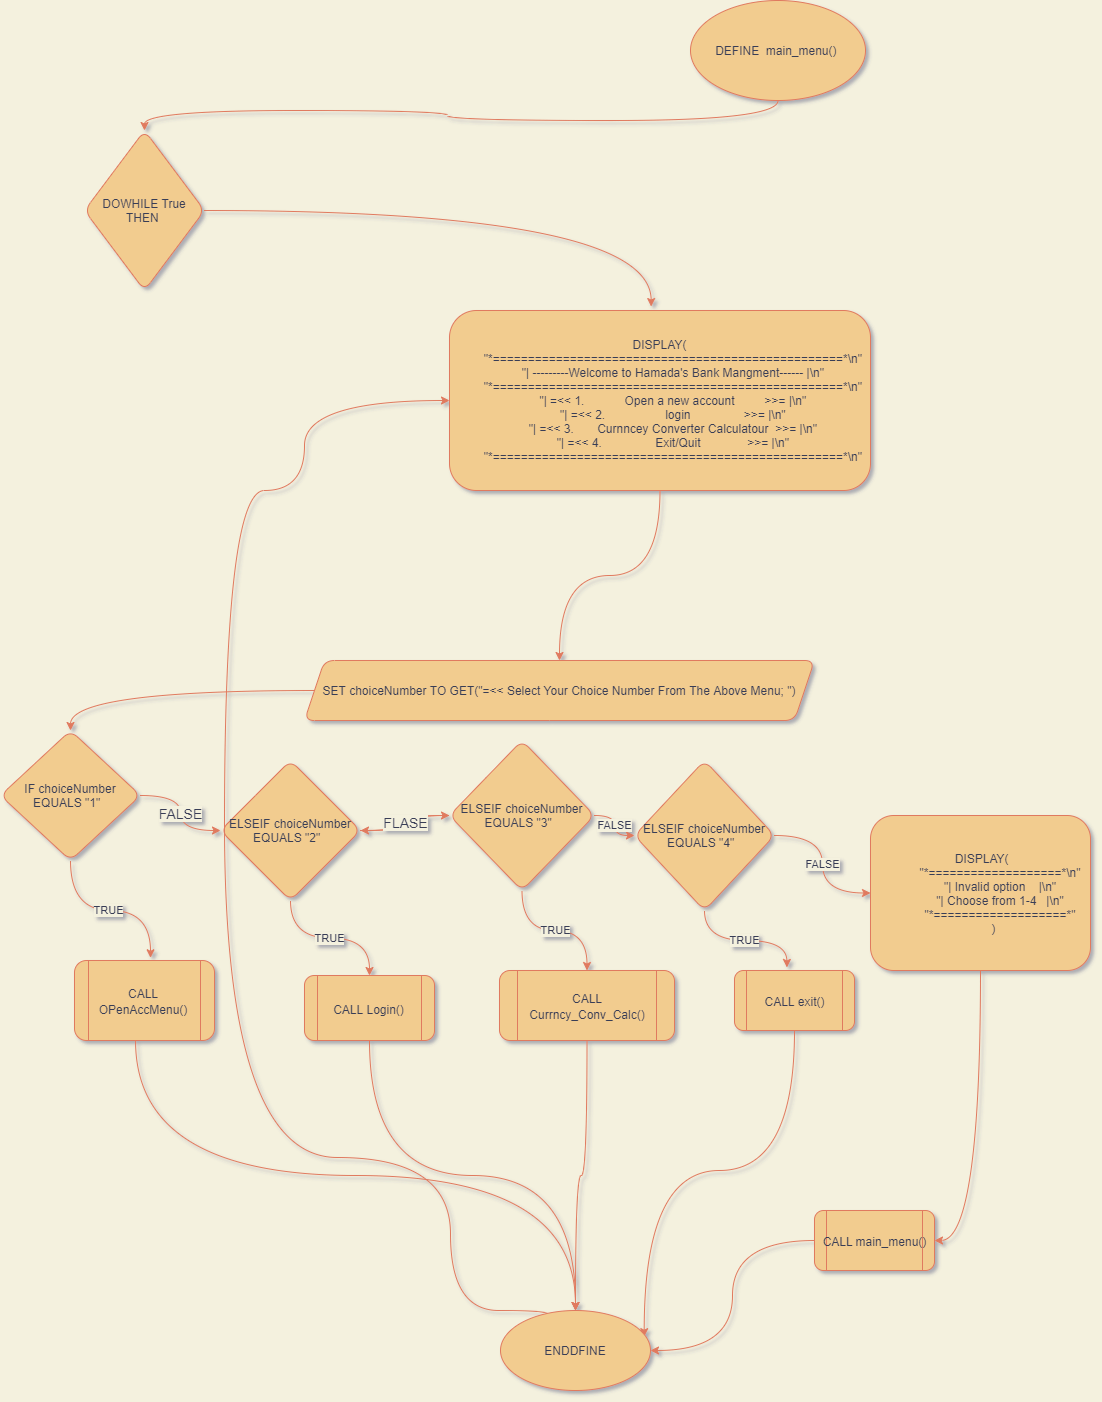 DEFINE  main_menu()
DOWHILE True
THEN
DISPLAY(
"*==================================================*\n"
"| ---------Welcome to Hamada's Bank Mangment------ |\n"
"*==================================================*\n"
"| =<< 1.            Open a new account         >>= |\n"
"| =<< 2.                  login                >>= |\n"
"| =<< 3.       Curnncey Converter Calculatour  >>= |\n"
"| =<< 4.                Exit/Quit              >>= |\n"
"*==================================================*\n"
SET choiceNumber TO GET("=<< Select Your Choice Number From The Above Menu; ")
IF choiceNumber
EQUALS "1"
FALSE
ELSEIF choiceNumber
EQUALS "2"
FLASE
ELSEIF choiceNumber
EQUALS "3"
FALSE
ELSEIF choiceNumber
EQUALS "4"
FALSE
DISPLAY(
"*===================*\n"
"| Invalid option    |\n"
"| Choose from 1-4   |\n"
"*===================*"
)
TRUE
TRUE
TRUE
TRUE
CALL
OPenAccMenu()
CALL Login()
CALL
Currncy_Conv_Calc()
CALL exit()
CALL main_menu()
ENDDFINE